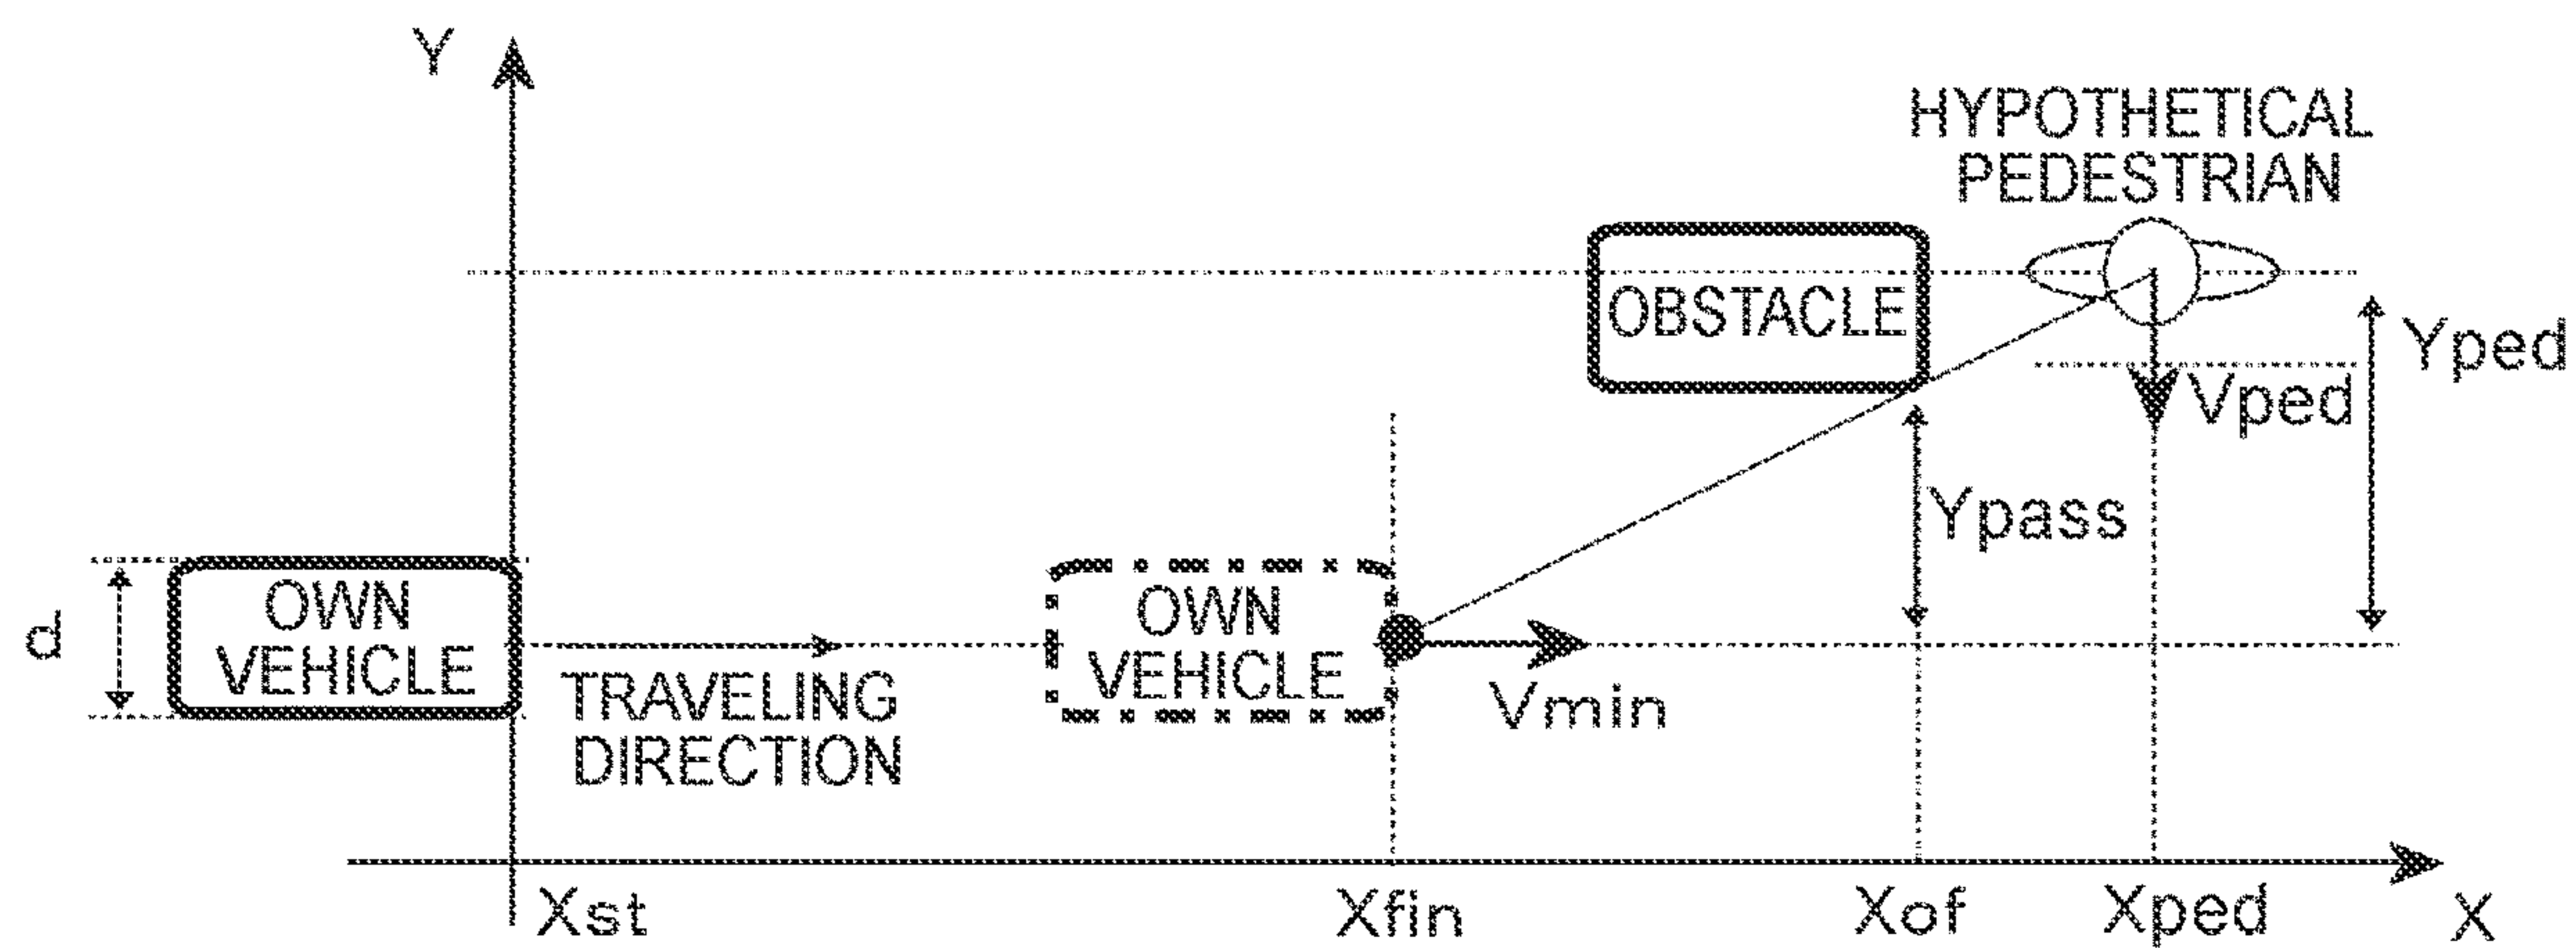 Y
HYPOTHETICAL
PEDESTRIAN
OBSTACLE
Yped
Vped
Ypass
d
OWN
VEHICLE
OWN
VEHICLE
TRAVELING
DIRECTION
Vmin
Xst
Xfin
Xof
Xped
X